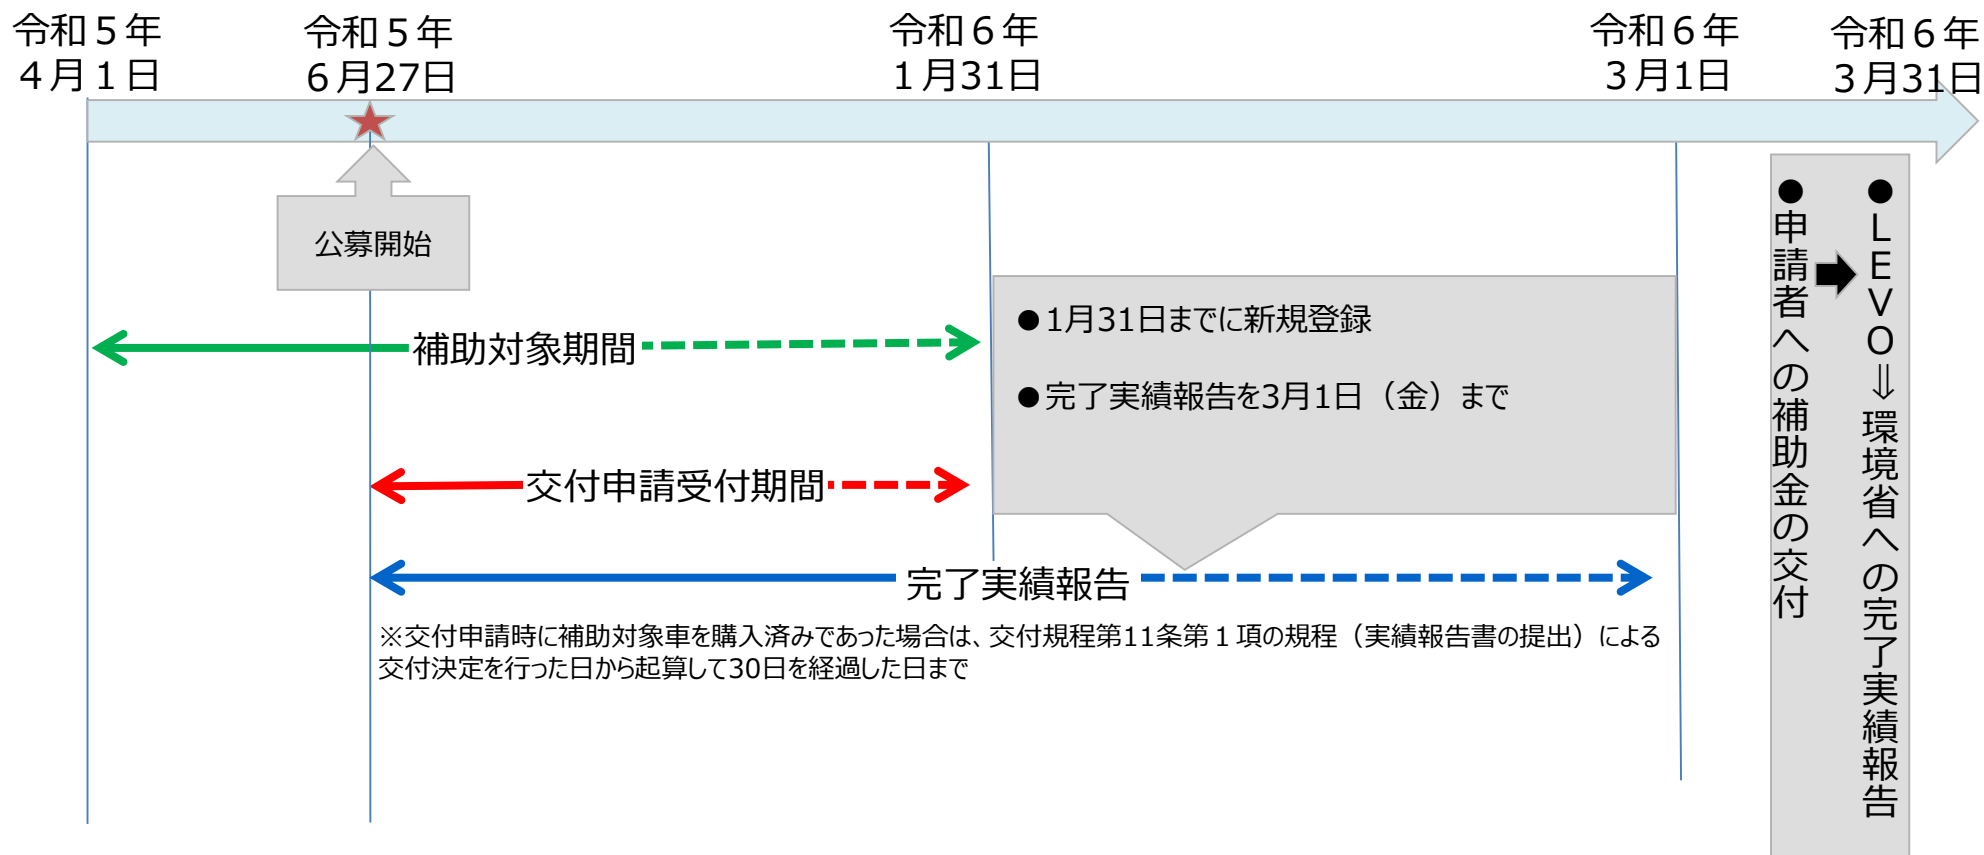 令和５年
４月１日
令和５年
６月27日
令和６年
１月31日
令和６年
３月1日
令和６年
３月31日
公募開始
補助対象期間
●1月31日までに新規登録
●完了実績報告を3月1日（金）まで
交付申請受付期間
完了実績報告
※交付申請時に補助対象車を購入済みであった場合は、交付規程第11条第１項の規程（実績報告書の提出）による
交付決定を行った日から起算して30日を経過した日まで
●申請者への補助金の交付
●ＬＥＶＯ⇒環境省への完了実績報告